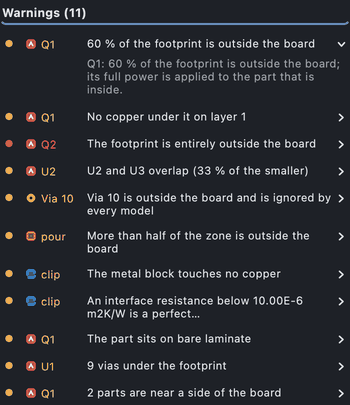 Warnings (11)
Q1 60 % of the footprint is outside the board
Q1: 60 % of the footprint is outside the board;
its full power is applied to the part that is
inside.
Q1 No copper under it on layer 1
Q2 The footprint is entirely outside the board
U2 U2 and U3 overlap (33 % of the smaller)
Via 10 Via 10 is outside the board and is ignored by
every model
pour More than half of the zone is outside the
board
clip The metal block touches no copper
clip An interface resistance below 10.00E-6
m2K/W is a perfect...
Q1 The part sits on bare laminate
U1 9 vias under the footprint
Q1 2 parts are near a side of the board